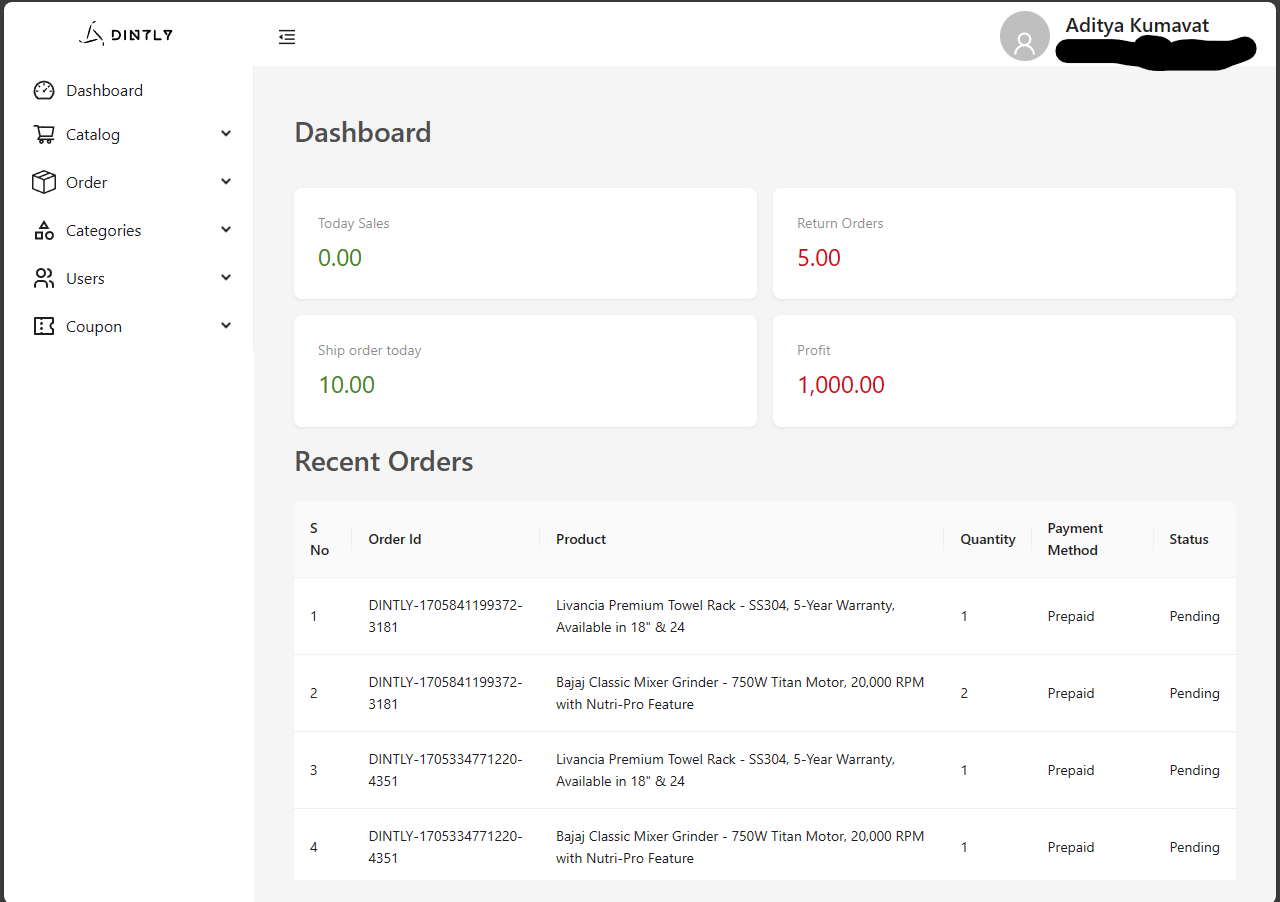 DINTLY
Aditya Kumavat
Dashboard
Catalog
Order
Categories
Users
Coupon
Dashboard
Today Sales
0.00
Return Orders
5.00
Ship order today
10.00
Profit
1,000.00
Recent Orders
S
No
Order Id
Product
Quantity
Payment
Method
Status
1
DINTLY-1705841199372-
3181
Livancia Premium Towel Rack - SS304, 5-Year Warranty,
Available in 18" & 24
1
Prepaid
Pending
2
DINTLY-1705841199372-
3181
Bajaj Classic Mixer Grinder - 750W Titan Motor, 20,000 RPM
with Nutri-Pro Feature
2
Prepaid
Pending
3
DINTLY-1705334771220-
4351
Livancia Premium Towel Rack - SS304, 5-Year Warranty,
Available in 18" & 24
1
Prepaid
Pending
4
DINTLY-1705334771220-
4351
Bajaj Classic Mixer Grinder - 750W Titan Motor, 20,000 RPM
with Nutri-Pro Feature
1
Prepaid
Pending